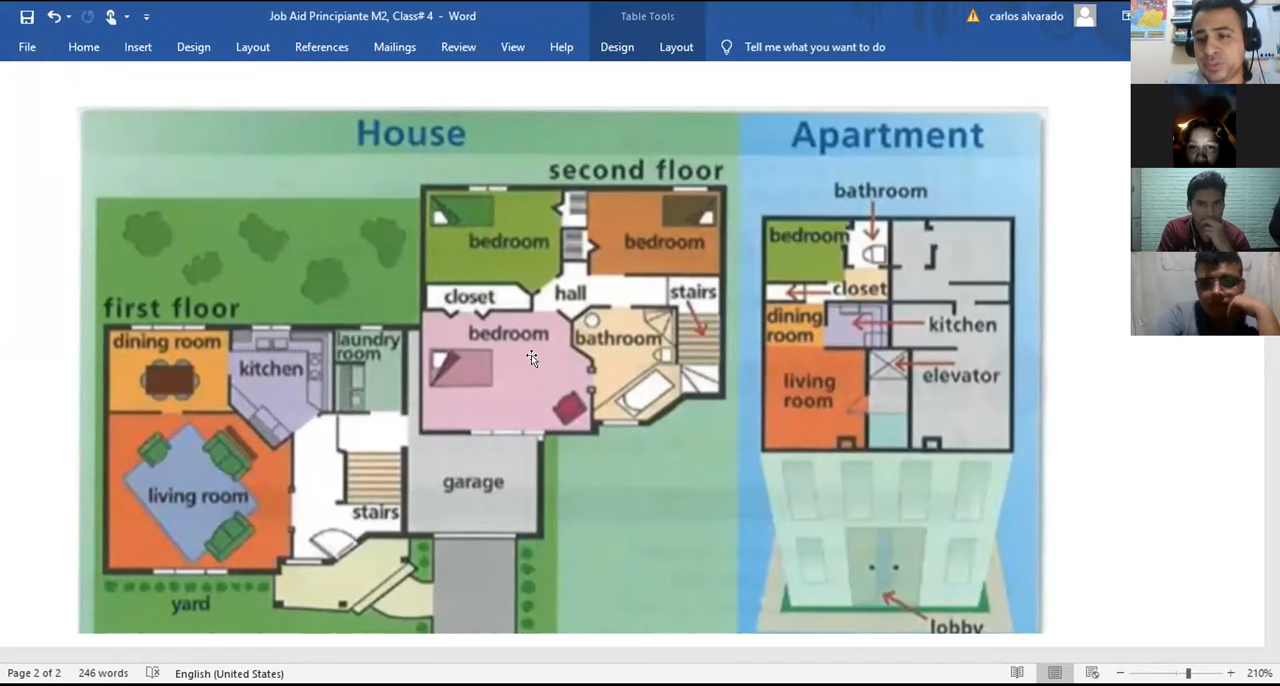 Job Aid Principiante M2, Class# 4 - Word
Table Tools
carlos alvarado
File Home Insert Design Layout References Mailings Review View Help Design Layout Tell me what you want to do
House
Apartment
second floor
bathroom
bedroom
bedroom
bedroom
closet
hall
stairs
closet
first floor
dining room
kitchen
laundry room
bedroom
bathroom
dining room
kitchen
living room
elevator
garage
living room
stairs
yard
lobby
Page 2 of 2 246 words English (United States) 210%